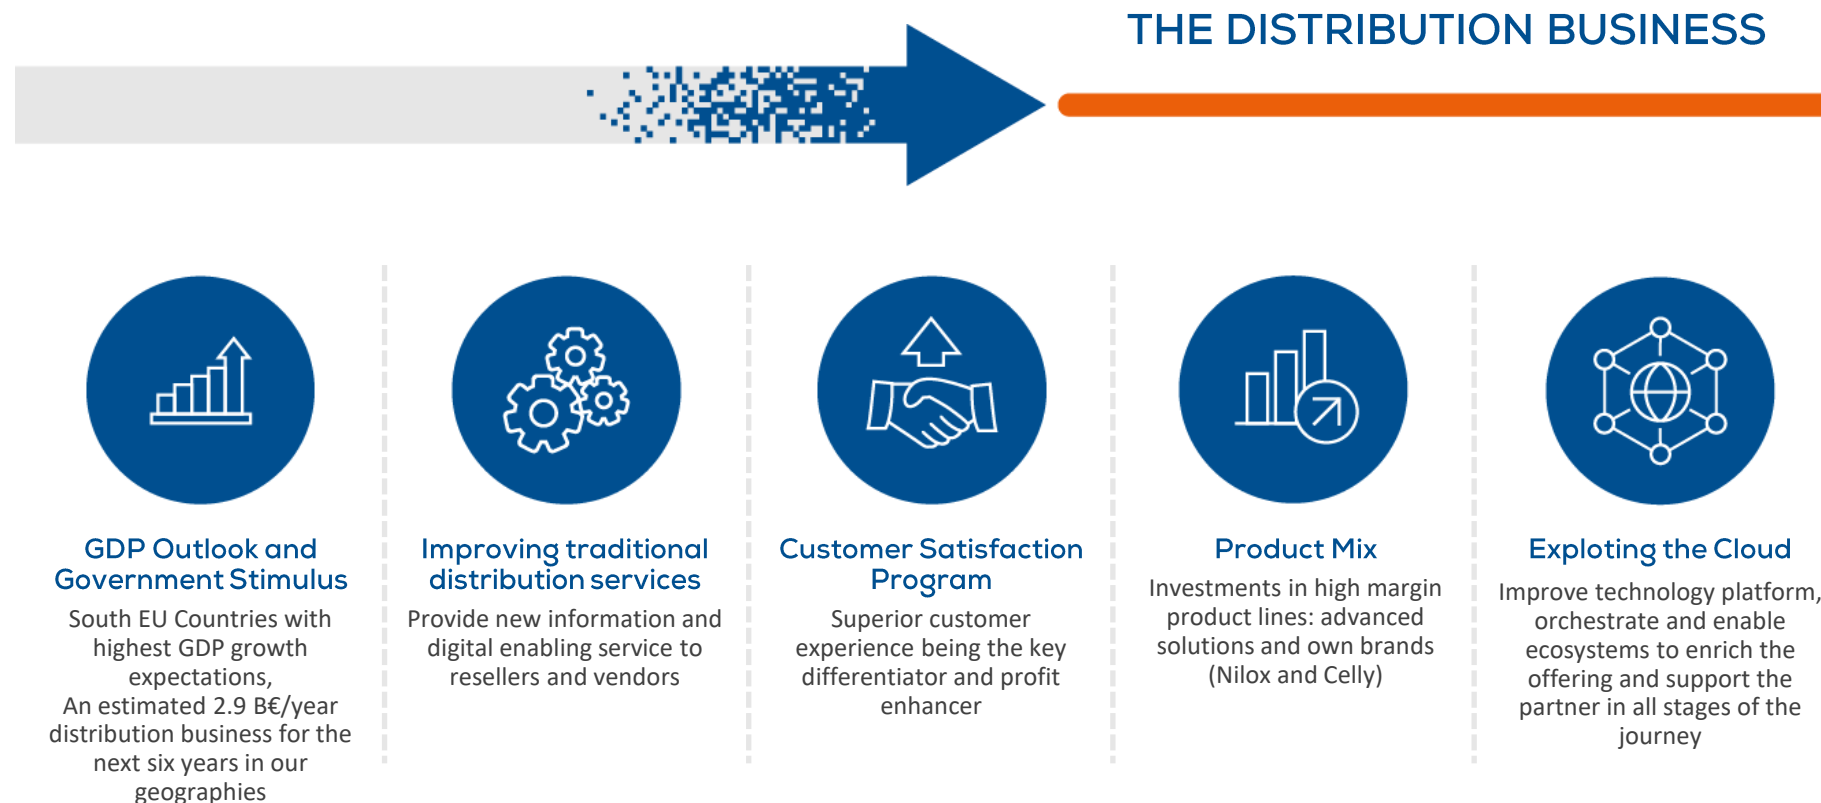 THE DISTRIBUTION BUSINESS
GDP Outlook and
Government Stimulus
South EU Countries with
highest GDP growth
expectations,
An estimated 2.9 B€/year
distribution business for the
next six years in our
geographies
Improving traditional
distribution services
Provide new information and
digital enabling service to
resellers and vendors
Customer Satisfaction
Program
Superior customer
experience being the key
differentiator and profit
enhancer
Product Mix
Investments in high margin
product lines: advanced
solutions and own brands
(Nilox and Celly)
Exploting the Cloud
Improve technology platform,
orchestrate and enable
ecosystems to enrich the
offering and support the
partner in all stages of the
journey